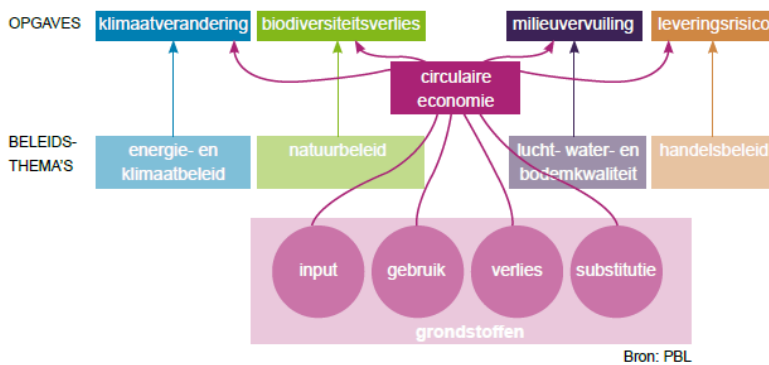 OPGAVES
klimaatverandering
biodiversiteitsverlies
milieuvervuiling
leveringsrisico
circulaire
economie
BELEIDS-
THEMA'S
energie- en
klimaatbeleid
natuurbeleid
lucht- water- en
bodemkwaliteit
handelsbeleid
input
gebruik
verlies
substitutie
grondstoffen
Bron: PBL